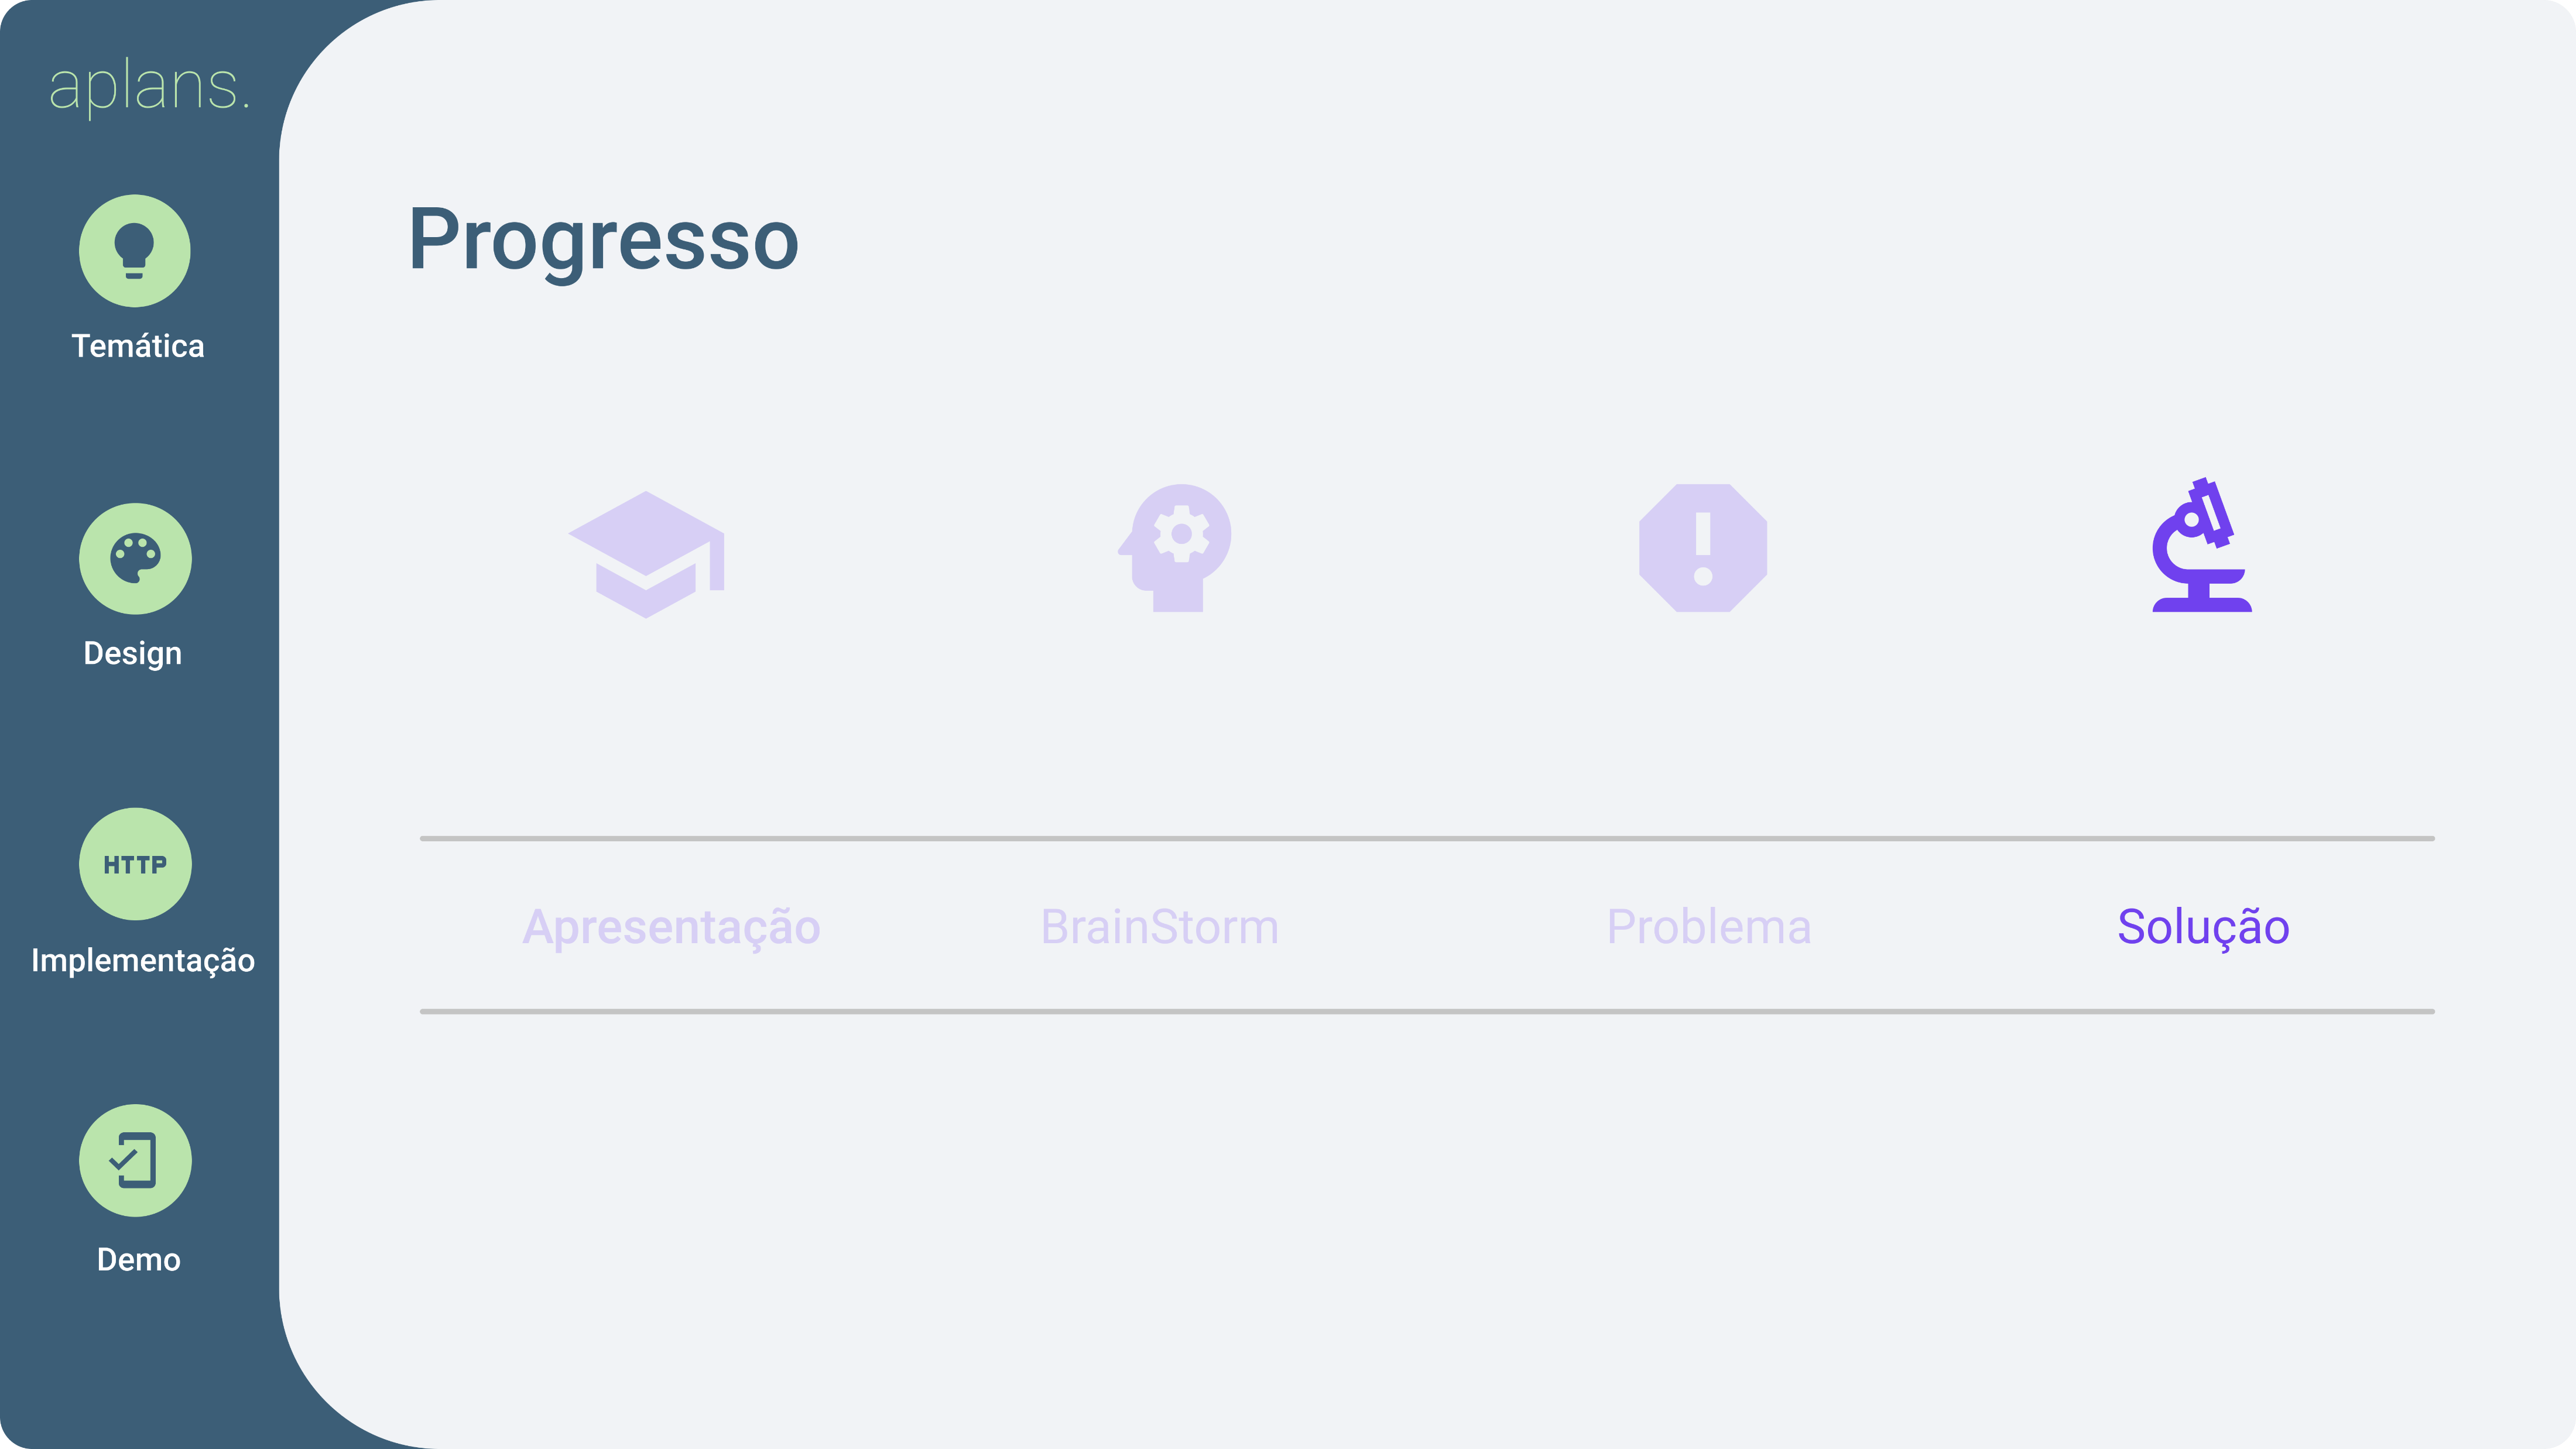 aplans.
Temática
Design
HTTP
Implementação
Demo
Progresso
Apresentação
BrainStorm
Problema
Solução